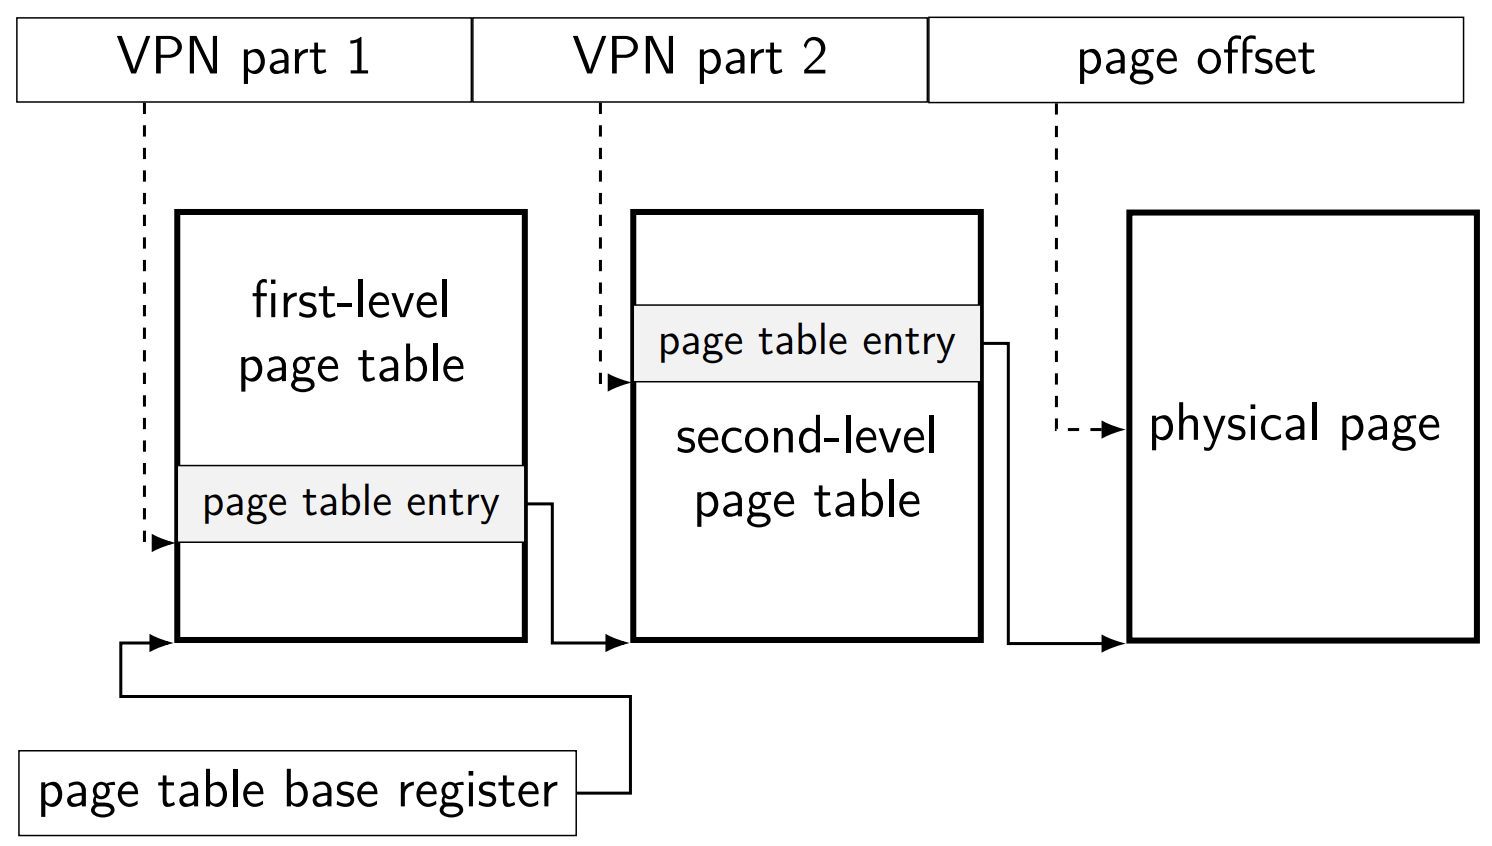 VPN part 1
VPN part 2
page offset
first-level
page table
page table entry
page table entry
second-level
page table
physical page
page table base register